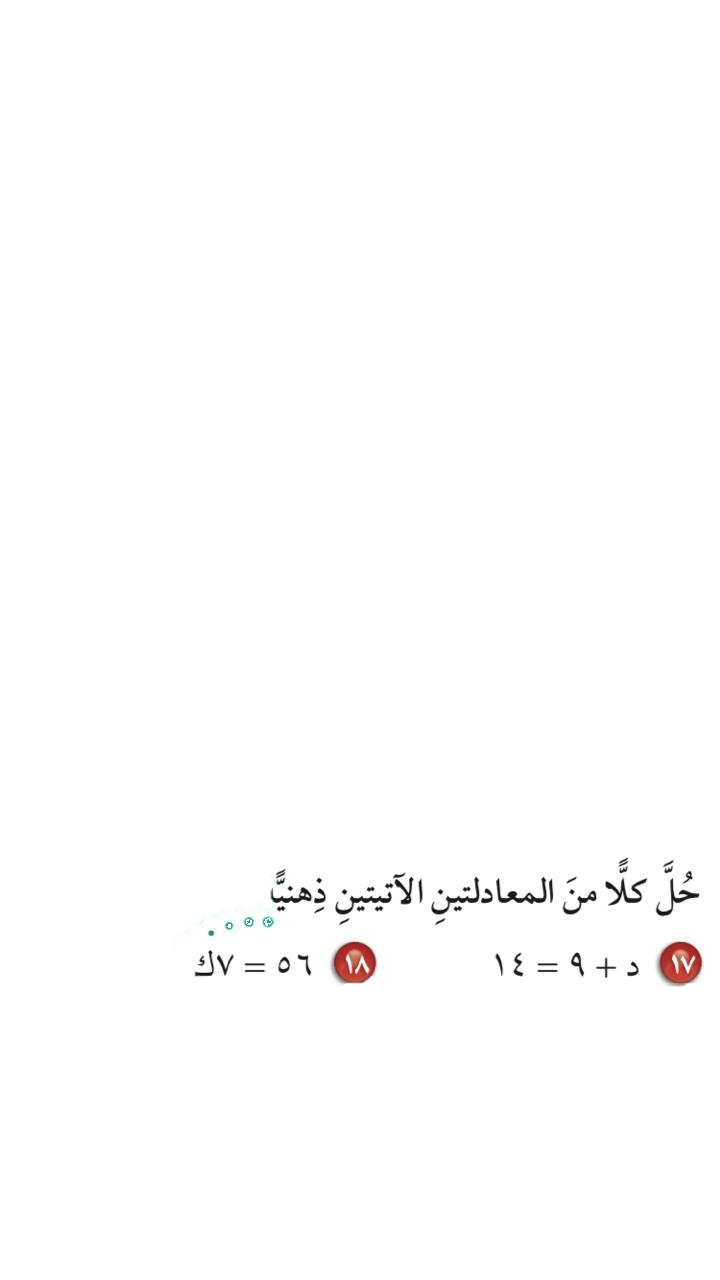 حُلَّ كلًّا منَ المعادلتينِ الآتيتينِ ذِهنيًّا
١٧ د + ٩ = ١٤ ١٨ ٥٦ = ٧ك